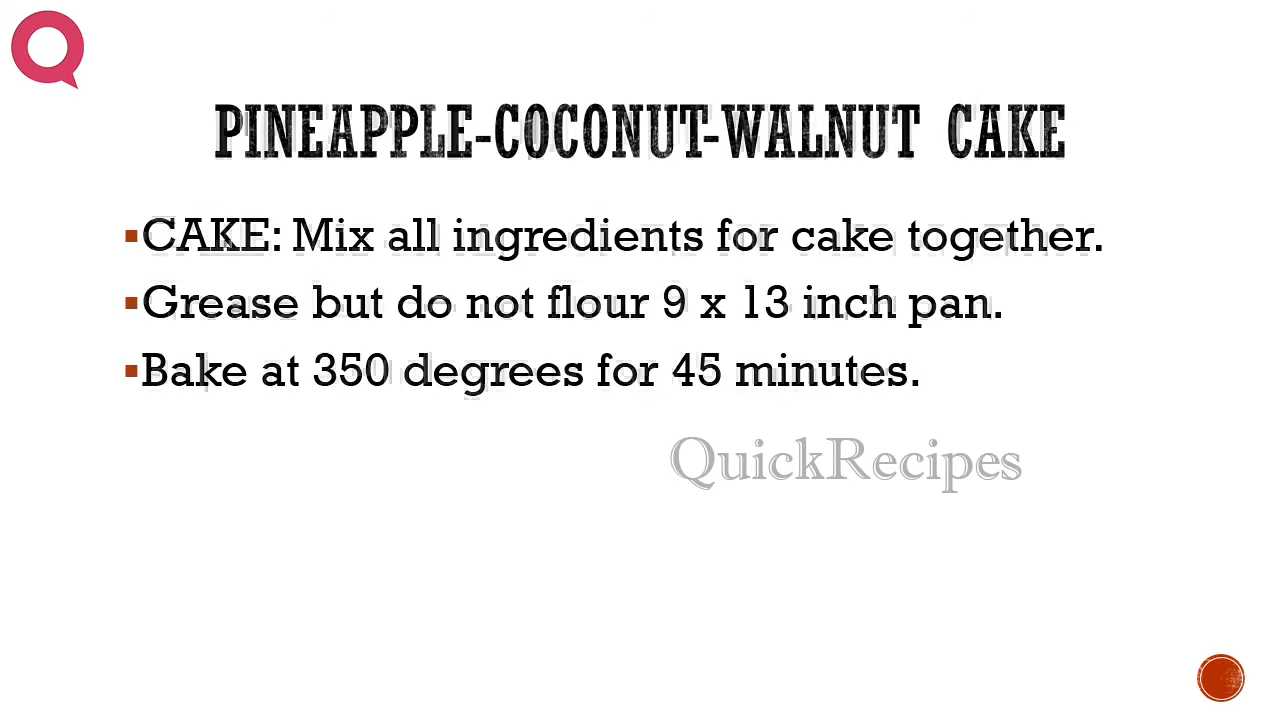 PINEAPPLE-COCONUT-WALNUT CAKE
▪CAKE: Mix all ingredients for cake together.
▪Grease but do not flour 9 x 13 inch pan.
▪Bake at 350 degrees for 45 minutes.
QuickRecipes